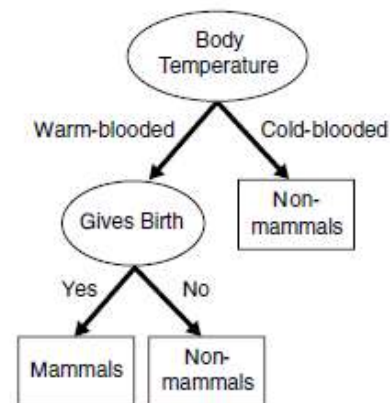 Body
Temperature
Warm-blooded
Cold-blooded
Gives Birth
Non-
mammals
Yes
No
Mammals
Non-
mammals